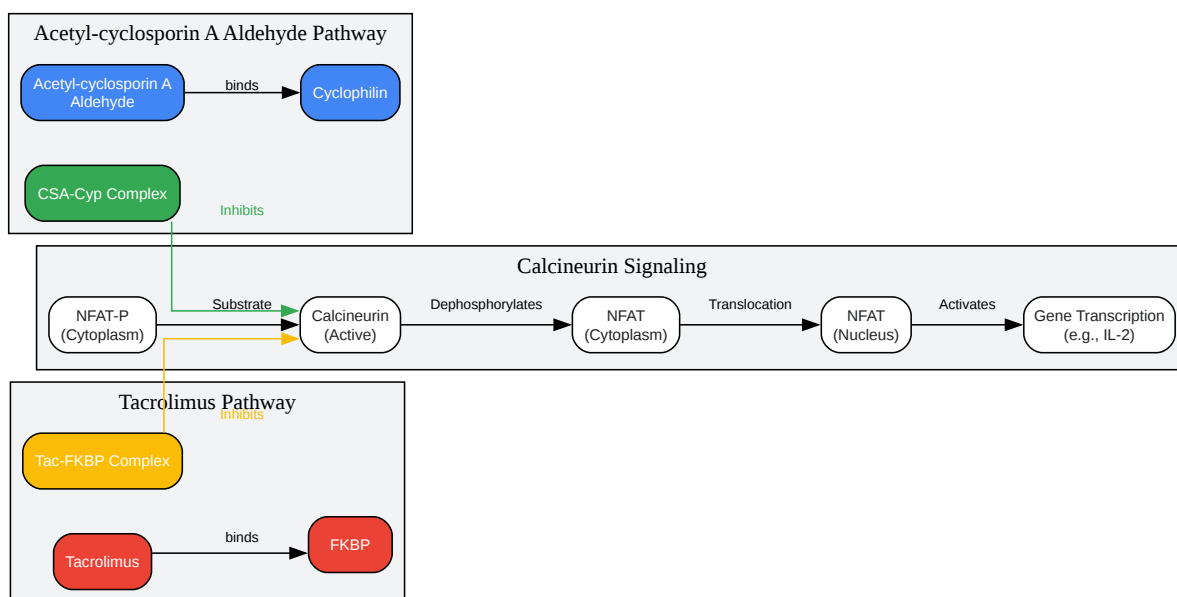 Acetyl-cyclosporin A Aldehyde Pathway
Acetyl-cyclosporin A
Aldehyde
binds
Cyclophilin
CSA-Cyp Complex
Inhibits
Calcineurin Signaling
NFAT-P
(Cytoplasm)
Substrate
Calcineurin
(Active)
Dephosphorylates
NFAT
(Cytoplasm)
Translocation
NFAT
(Nucleus)
Activates
Gene Transcription
(e.g., IL-2)
Tacrolimus Pathway
Inhibits
Tac-FKBP Complex
Tacrolimus
binds
FKBP